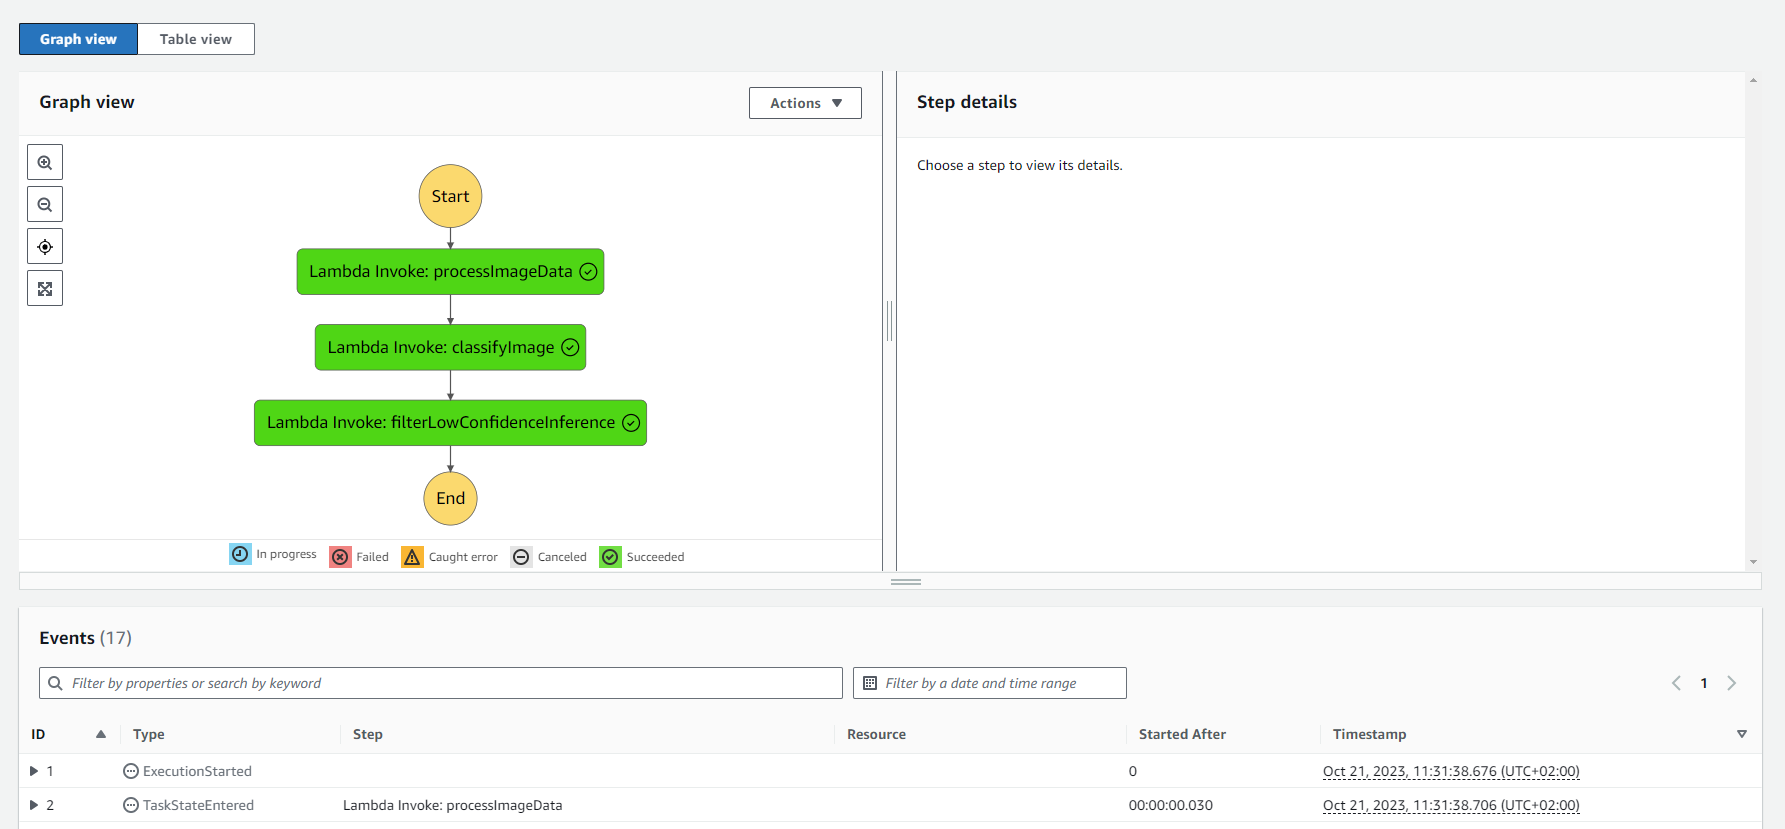 Graph view Table view
Graph view Actions
Step details
Choose a step to view its details.
Start
Lambda Invoke: processImageData
Lambda Invoke: classifyImage
Lambda Invoke: filterLowConfidenceInference
End
In progress Failed Caught error Canceled Succeeded
Events (17)
Filter by properties or search by keyword Filter by a date and time range 1
ID Type Step Resource Started After Timestamp
1 ExecutionStarted 0 Oct 21, 2023, 11:31:38.676 (UTC+02:00)
2 TaskStateEntered Lambda Invoke: processImageData 00:00:00.030 Oct 21, 2023, 11:31:38.706 (UTC+02:00)